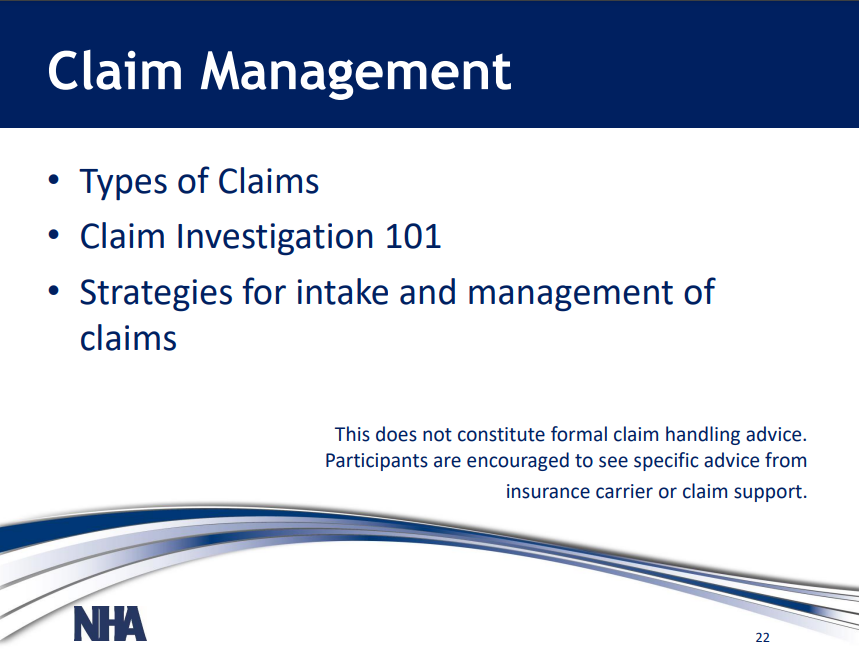 Claim Management
• Types of Claims
• Claim Investigation 101
• Strategies for intake and management of
claims
This does not constitute formal claim handling advice.
Participants are encouraged to see specific advice from
insurance carrier or claim support.
NHA
22